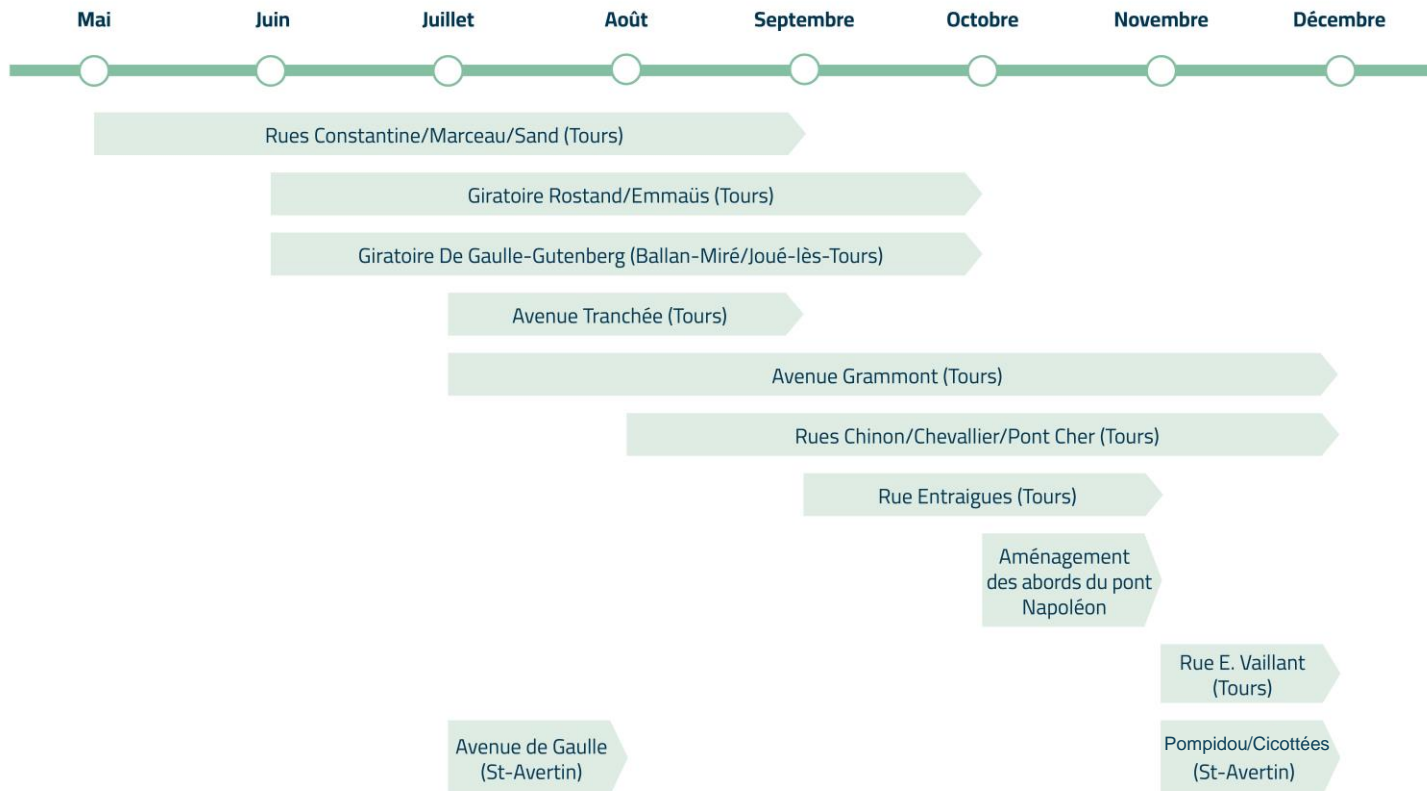 Mai Juin Juillet Août Septembre Octobre Novembre Décembre
Rues Constantine/Marceau/Sand (Tours)
Giratoire Rostand/Emmaüs (Tours)
Giratoire De Gaulle-Gutenberg (Ballan-Miré/Joué-lès-Tours)
Avenue Tranchée (Tours)
Avenue Grammont (Tours)
Rues Chinon/Chevallier/Pont Cher (Tours)
Rue Entraigues (Tours)
Aménagement
des abords du pont
Napoléon
Rue E. Vaillant
(Tours)
Avenue de Gaulle
(St-Avertin)
Pompidou/Cicottées
(St-Avertin)